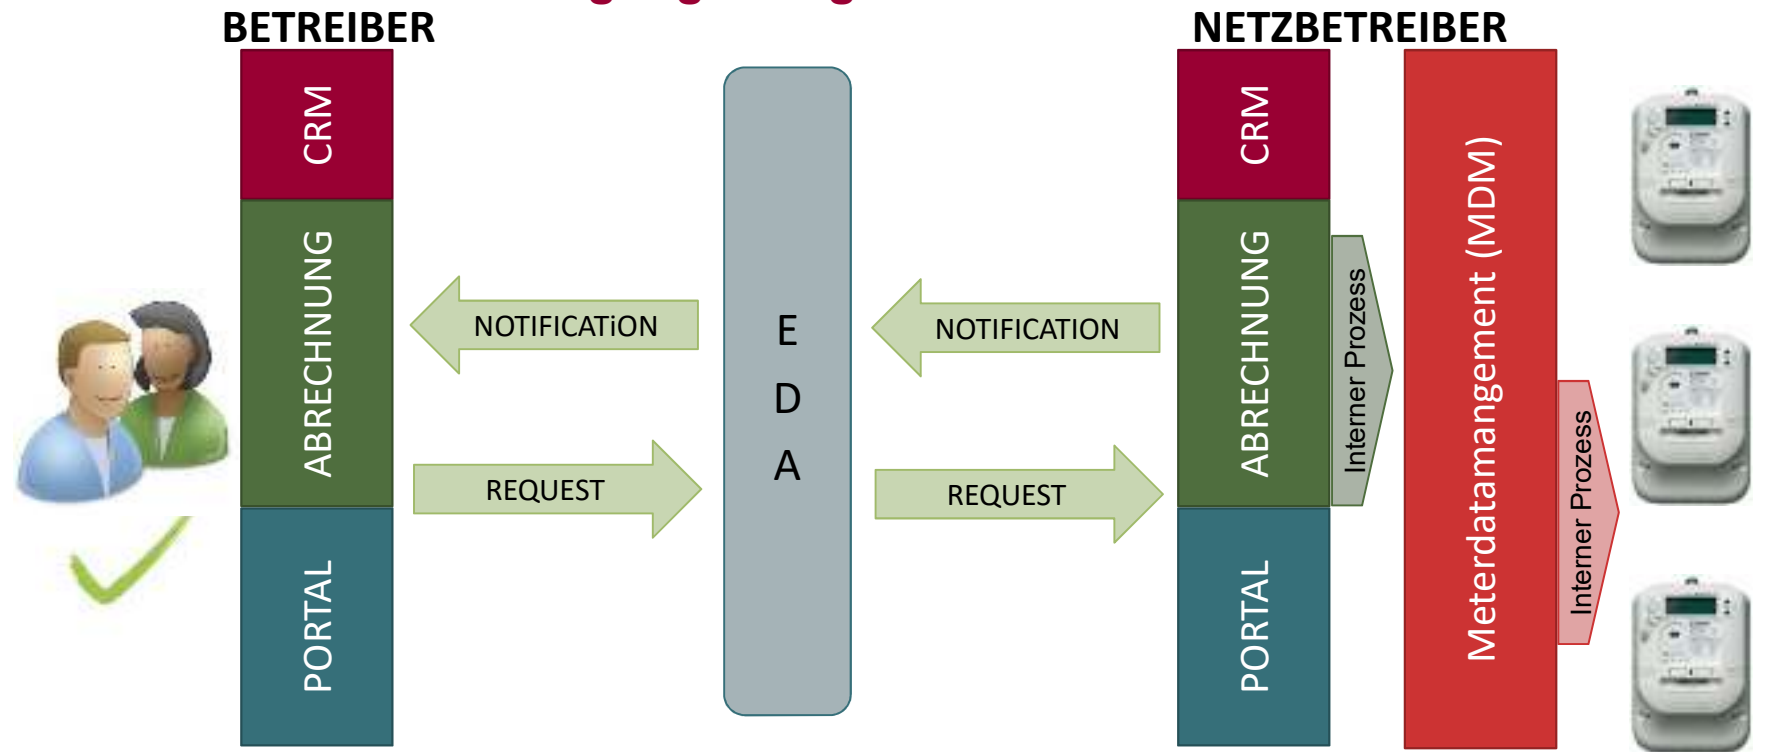 BETREIBER
NETZBETREIBER
CRM
ABRECHNUNG
PORTAL
NOTIFICATiON
REQUEST
E
D
A
NOTIFICATION
REQUEST
CRM
ABRECHNUNG
PORTAL
Interner Prozess
Meterdatamangement (MDM)
Interner Prozess